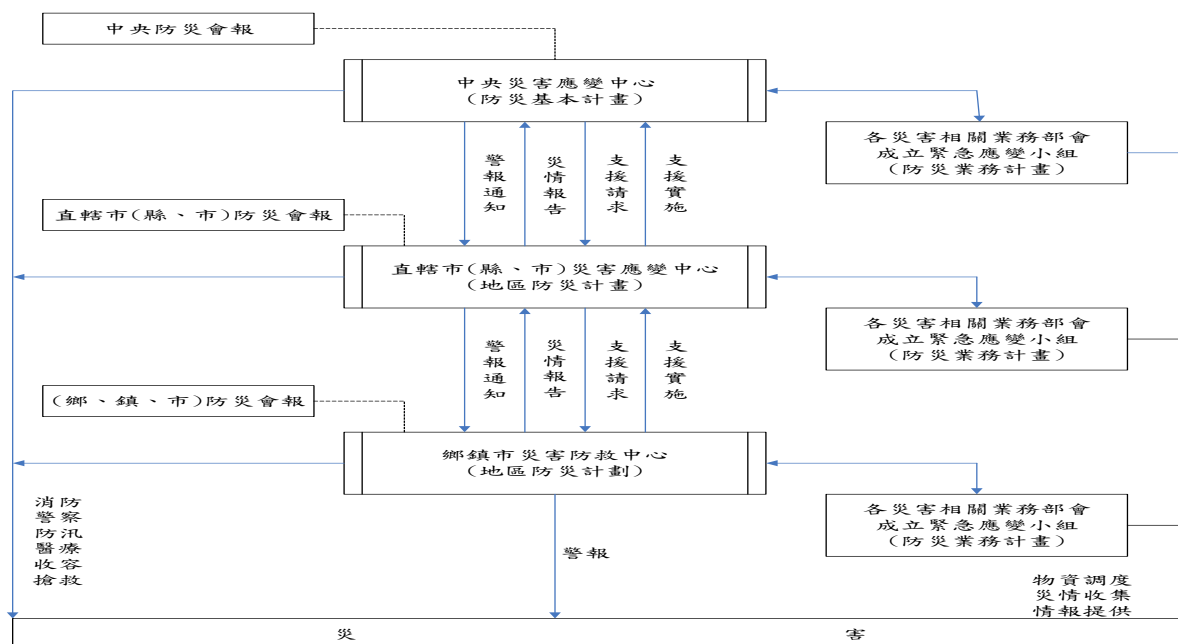 中央防災會報
中央災害應變中心
(防災基本計畫)
各災害相關業務部會
成立緊急應變小組
(防災業務計畫)
警報通知
災情報告
支援請求
支援實施
直轄市(縣、市)防災會報
直轄市(縣、市)災害應變中心
(地區防災計畫)
各災害相關業務部會
成立緊急應變小組
(防災業務計畫)
警報通知
災情報告
支援請求
支援實施
(鄉、鎮、市)防災會報
鄉鎮市災害防救中心
(地區防災計劃)
各災害相關業務部會
成立緊急應變小組
(防災業務計畫)
消防
警察
防汛
醫療
收容
搶救
警報
物資調度
災情收集
情報提供
災 害